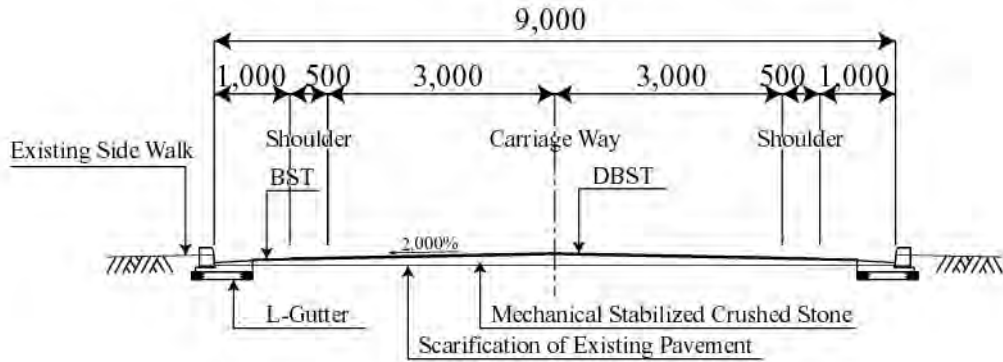 9,000
1,000 500 3,000 3,000 500 1,000
Shoulder Carriage Way Shoulder
Existing Side Walk
BST DBST
2,000%
L-Gutter Mechanical Stabilized Crushed Stone
Scarification of Existing Pavement